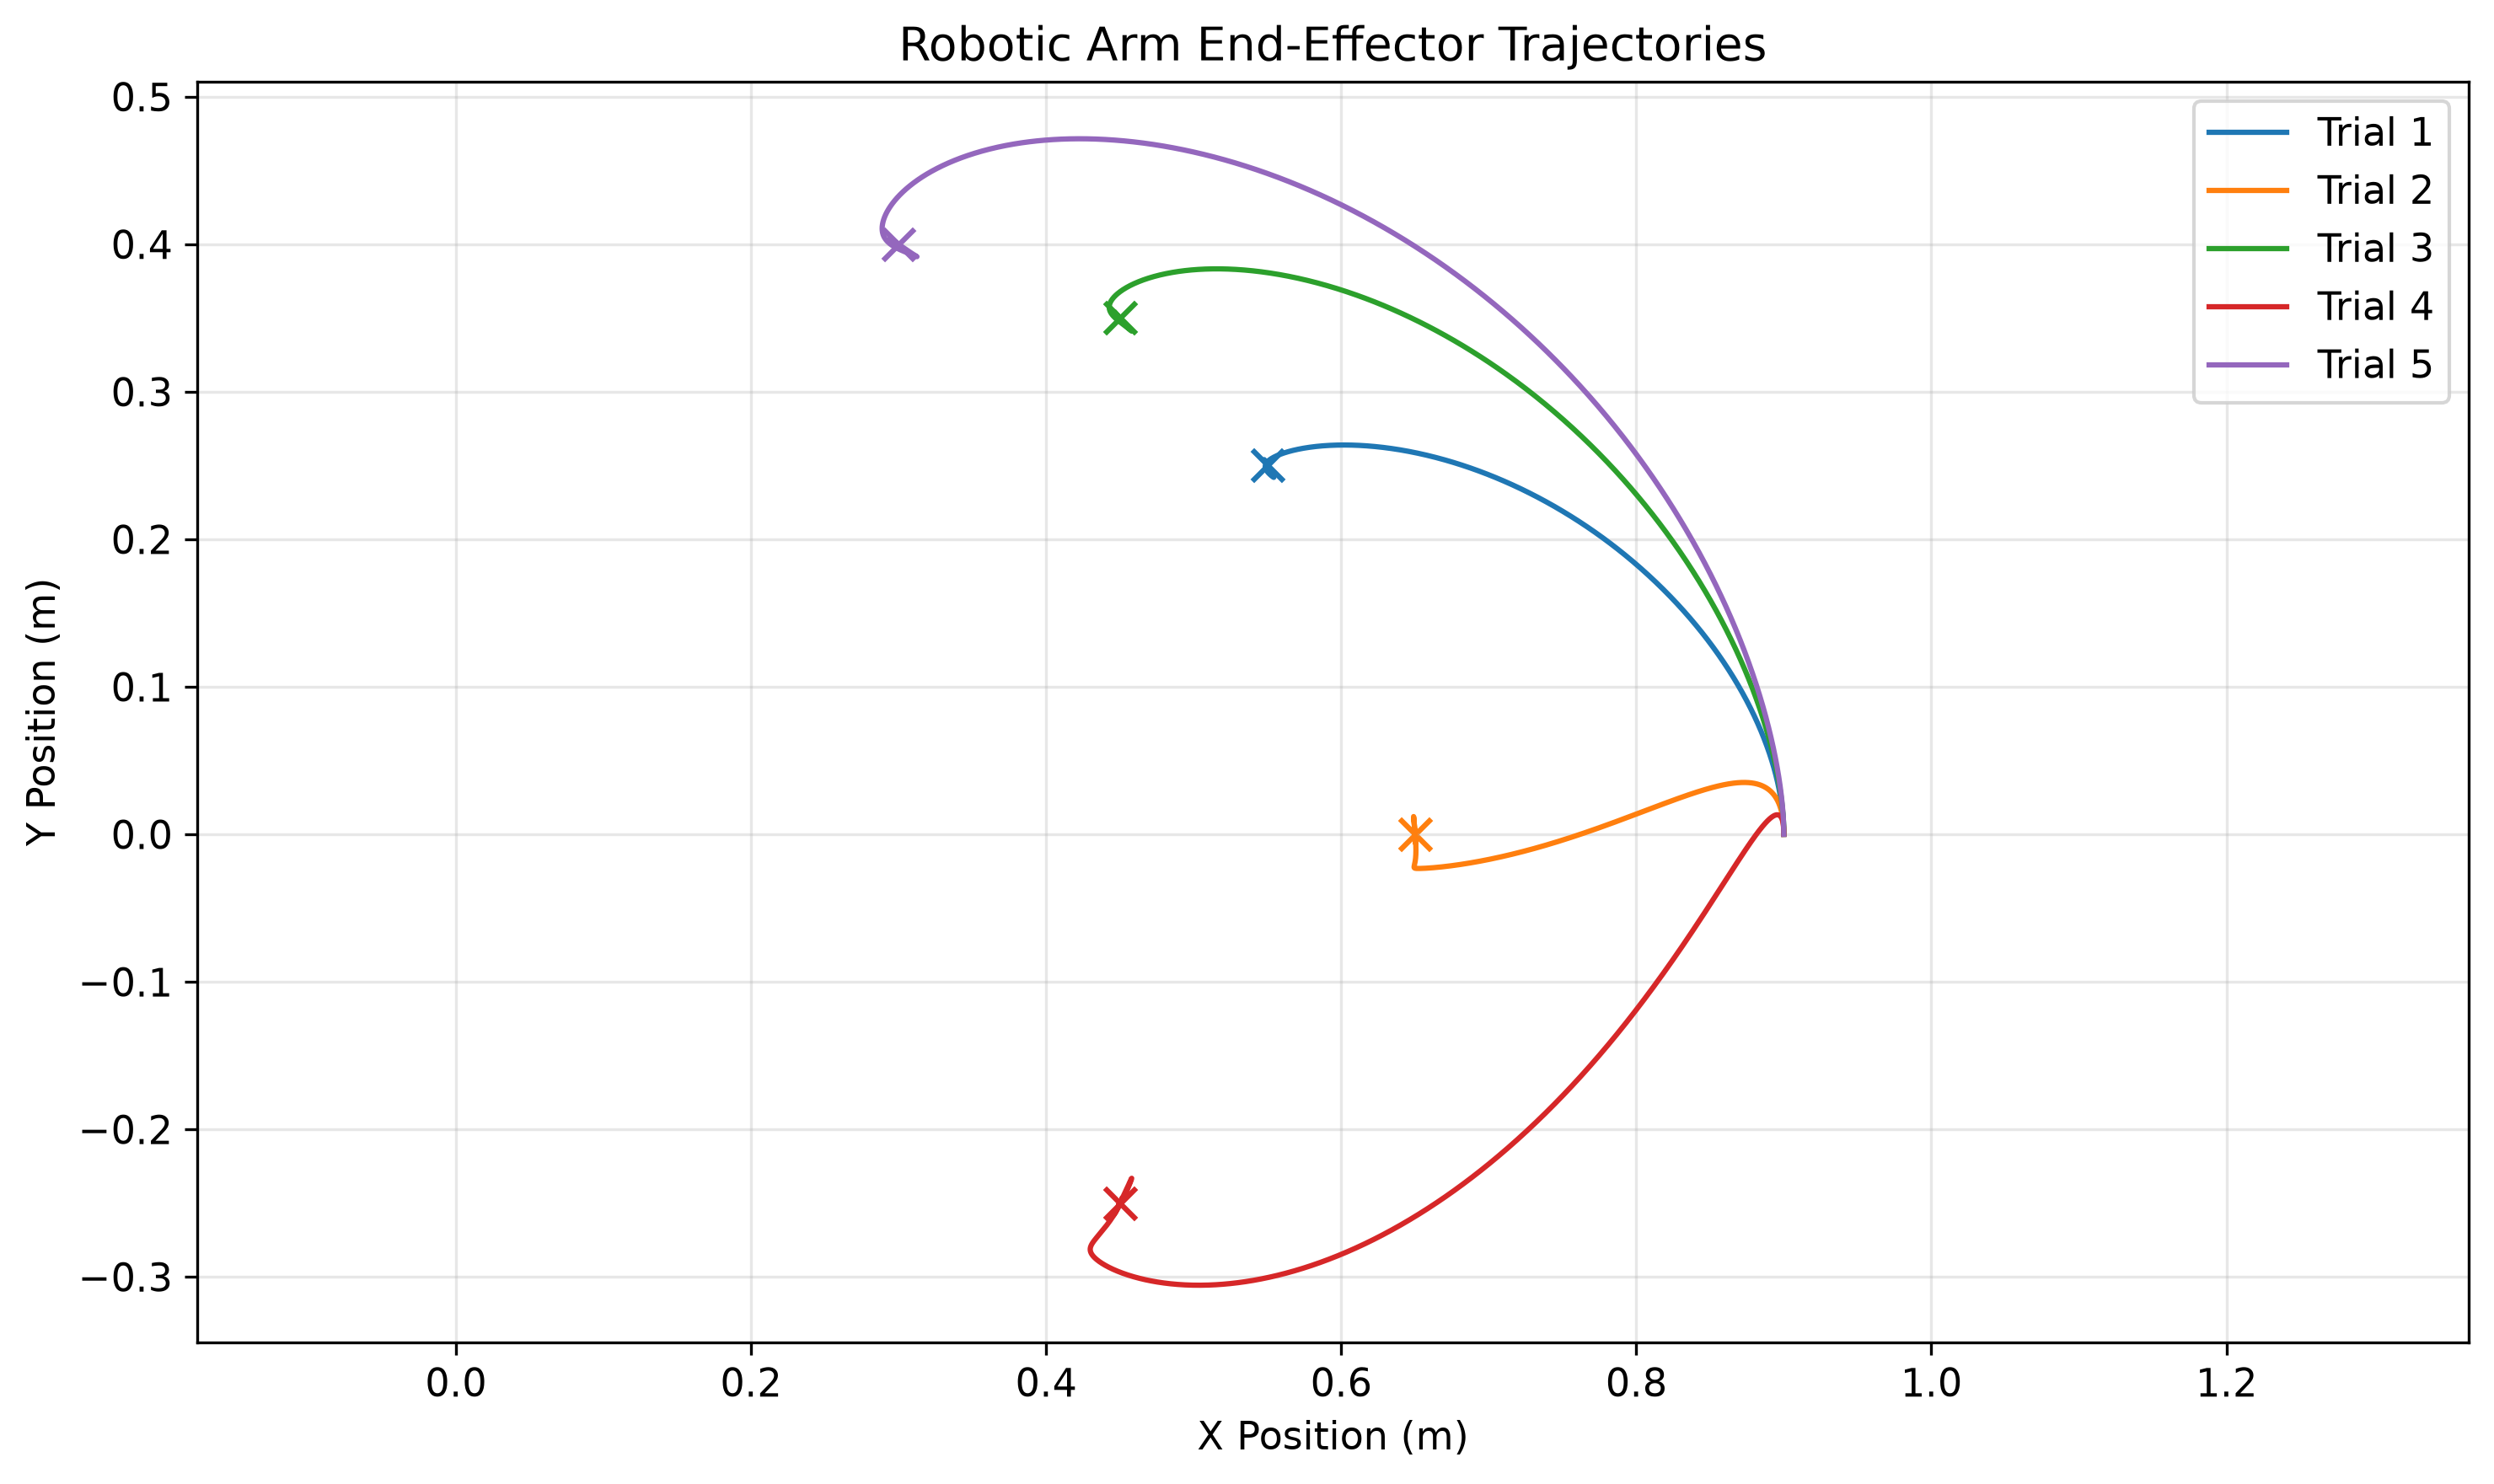 Robotic Arm End-Effector Trajectories
0.5
0.4
0.3
0.2
0.1
0.0
−0.1
−0.2
−0.3
Y Position (m)
Trial 1
Trial 2
Trial 3
Trial 4
Trial 5
0.0 0.2 0.4 0.6 0.8 1.0 1.2
X Position (m)